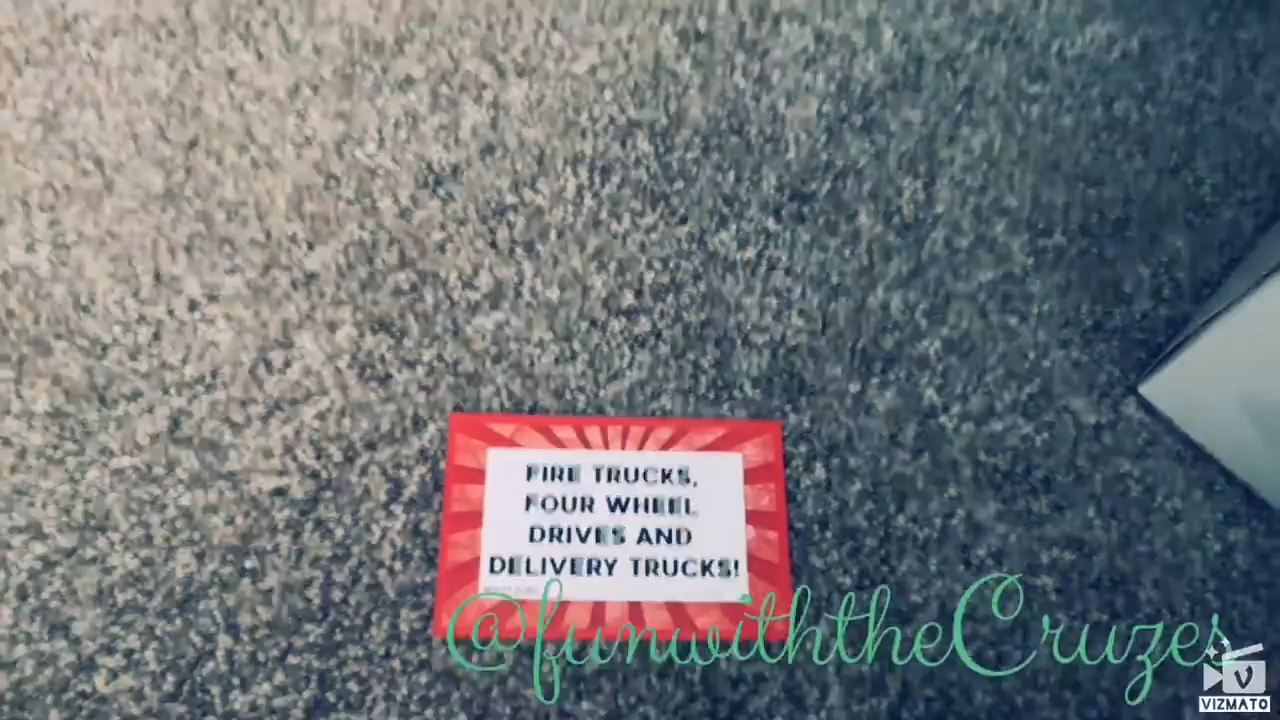 FIRE TRUCKS,
FOUR WHEEL
DRIVES AND
DELIVERY TRUCKS!
@funwiththeCruzes
V
VIZMATO